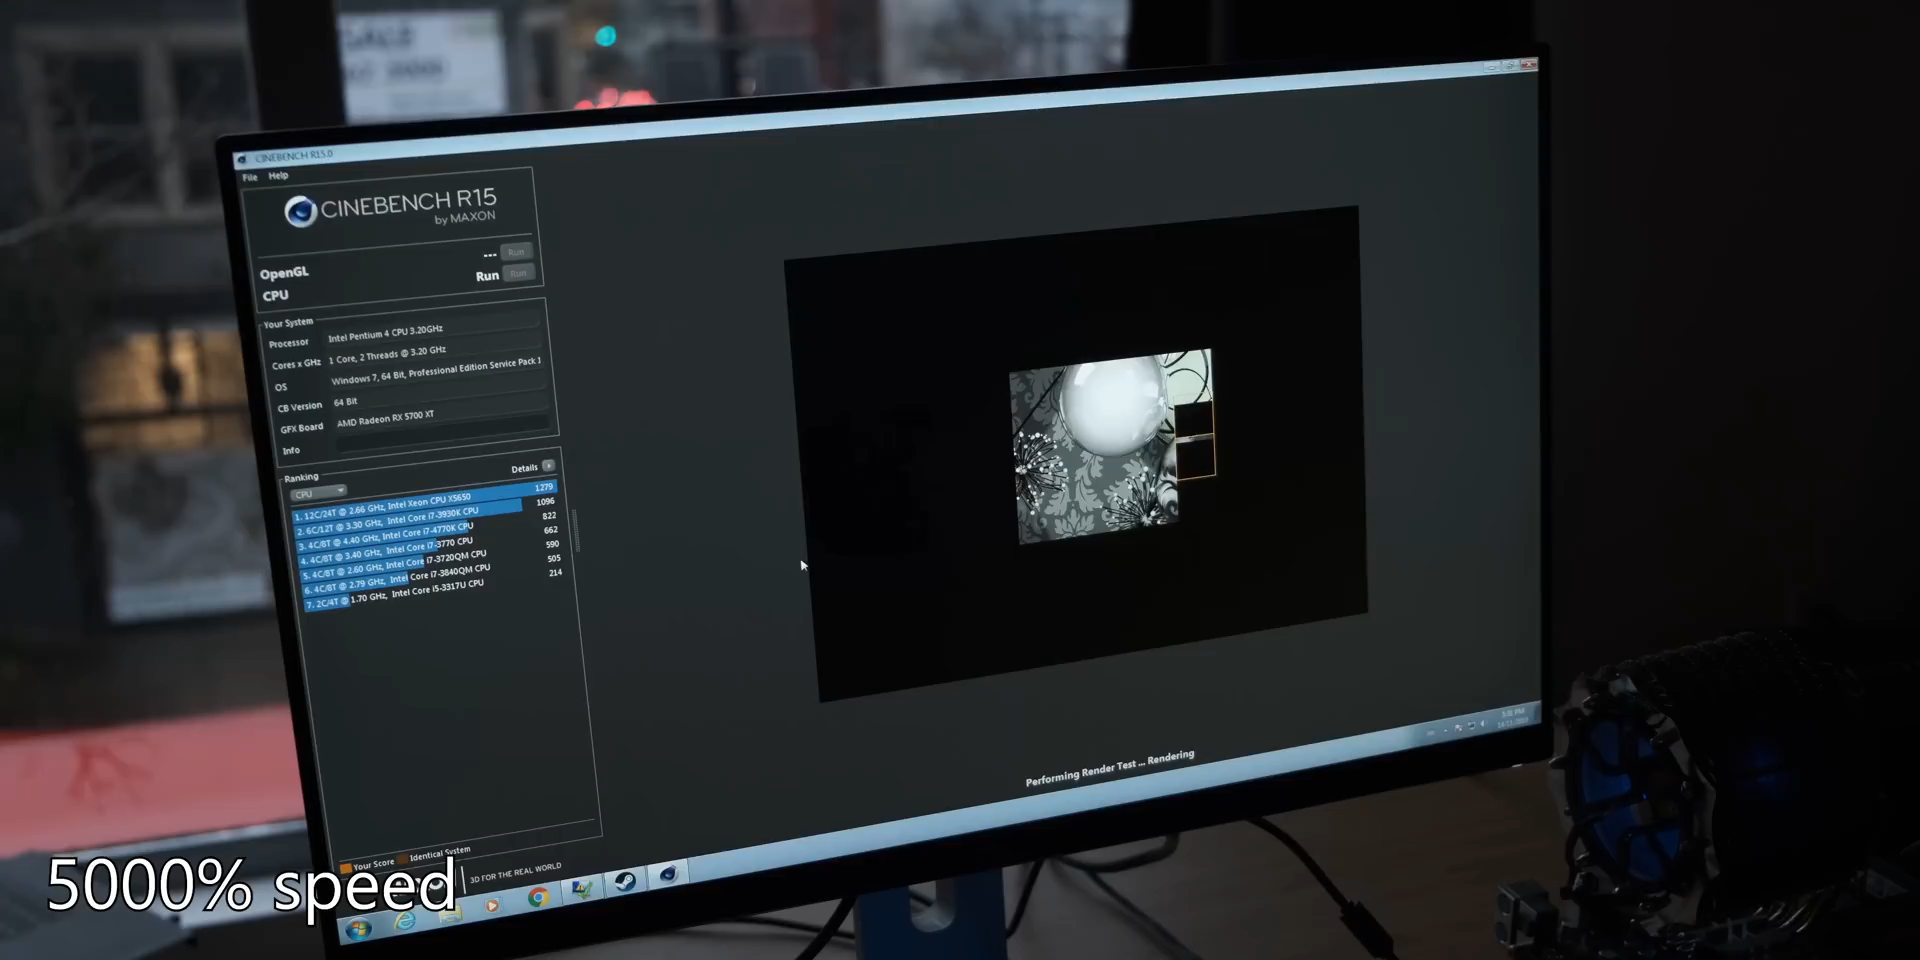 CINEBENCH R15.0
File Help
CINEBENCH R15
by MAXON
OpenGL --- Run
CPU Run Run
Your System
Processor Intel Pentium 4 CPU 3.20GHz
Cores x GHz 1 Core, 2 Threads @ 3.20 GHz
OS Windows 7, 64 Bit, Professional Edition Service Pack 1
CB Version 64 Bit
GFX Board AMD Radeon RX 5700 XT
Info
Ranking Details
CPU
1. 12C/24T @ 2.66 GHz, Intel Xeon CPU X5650 1279
2. 6C/12T @ 3.30 GHz, Intel Core i7-3930K CPU 1096
3. 4C/8T @ 4.40 GHz, Intel Core i7-4770K CPU 822
4. 4C/8T @ 3.40 GHz, Intel Core i7-3770 CPU 662
5. 4C/8T @ 2.60 GHz, Intel Core i7-3720QM CPU 590
6. 4C/8T @ 2.79 GHz, Intel Core i7-3840QM CPU 505
7. 2C/4T @ 1.70 GHz, Intel Core i5-3317U CPU 214
Performing Render Test ... Rendering
Your Score Identical System
3D FOR THE REAL WORLD
5000% speed